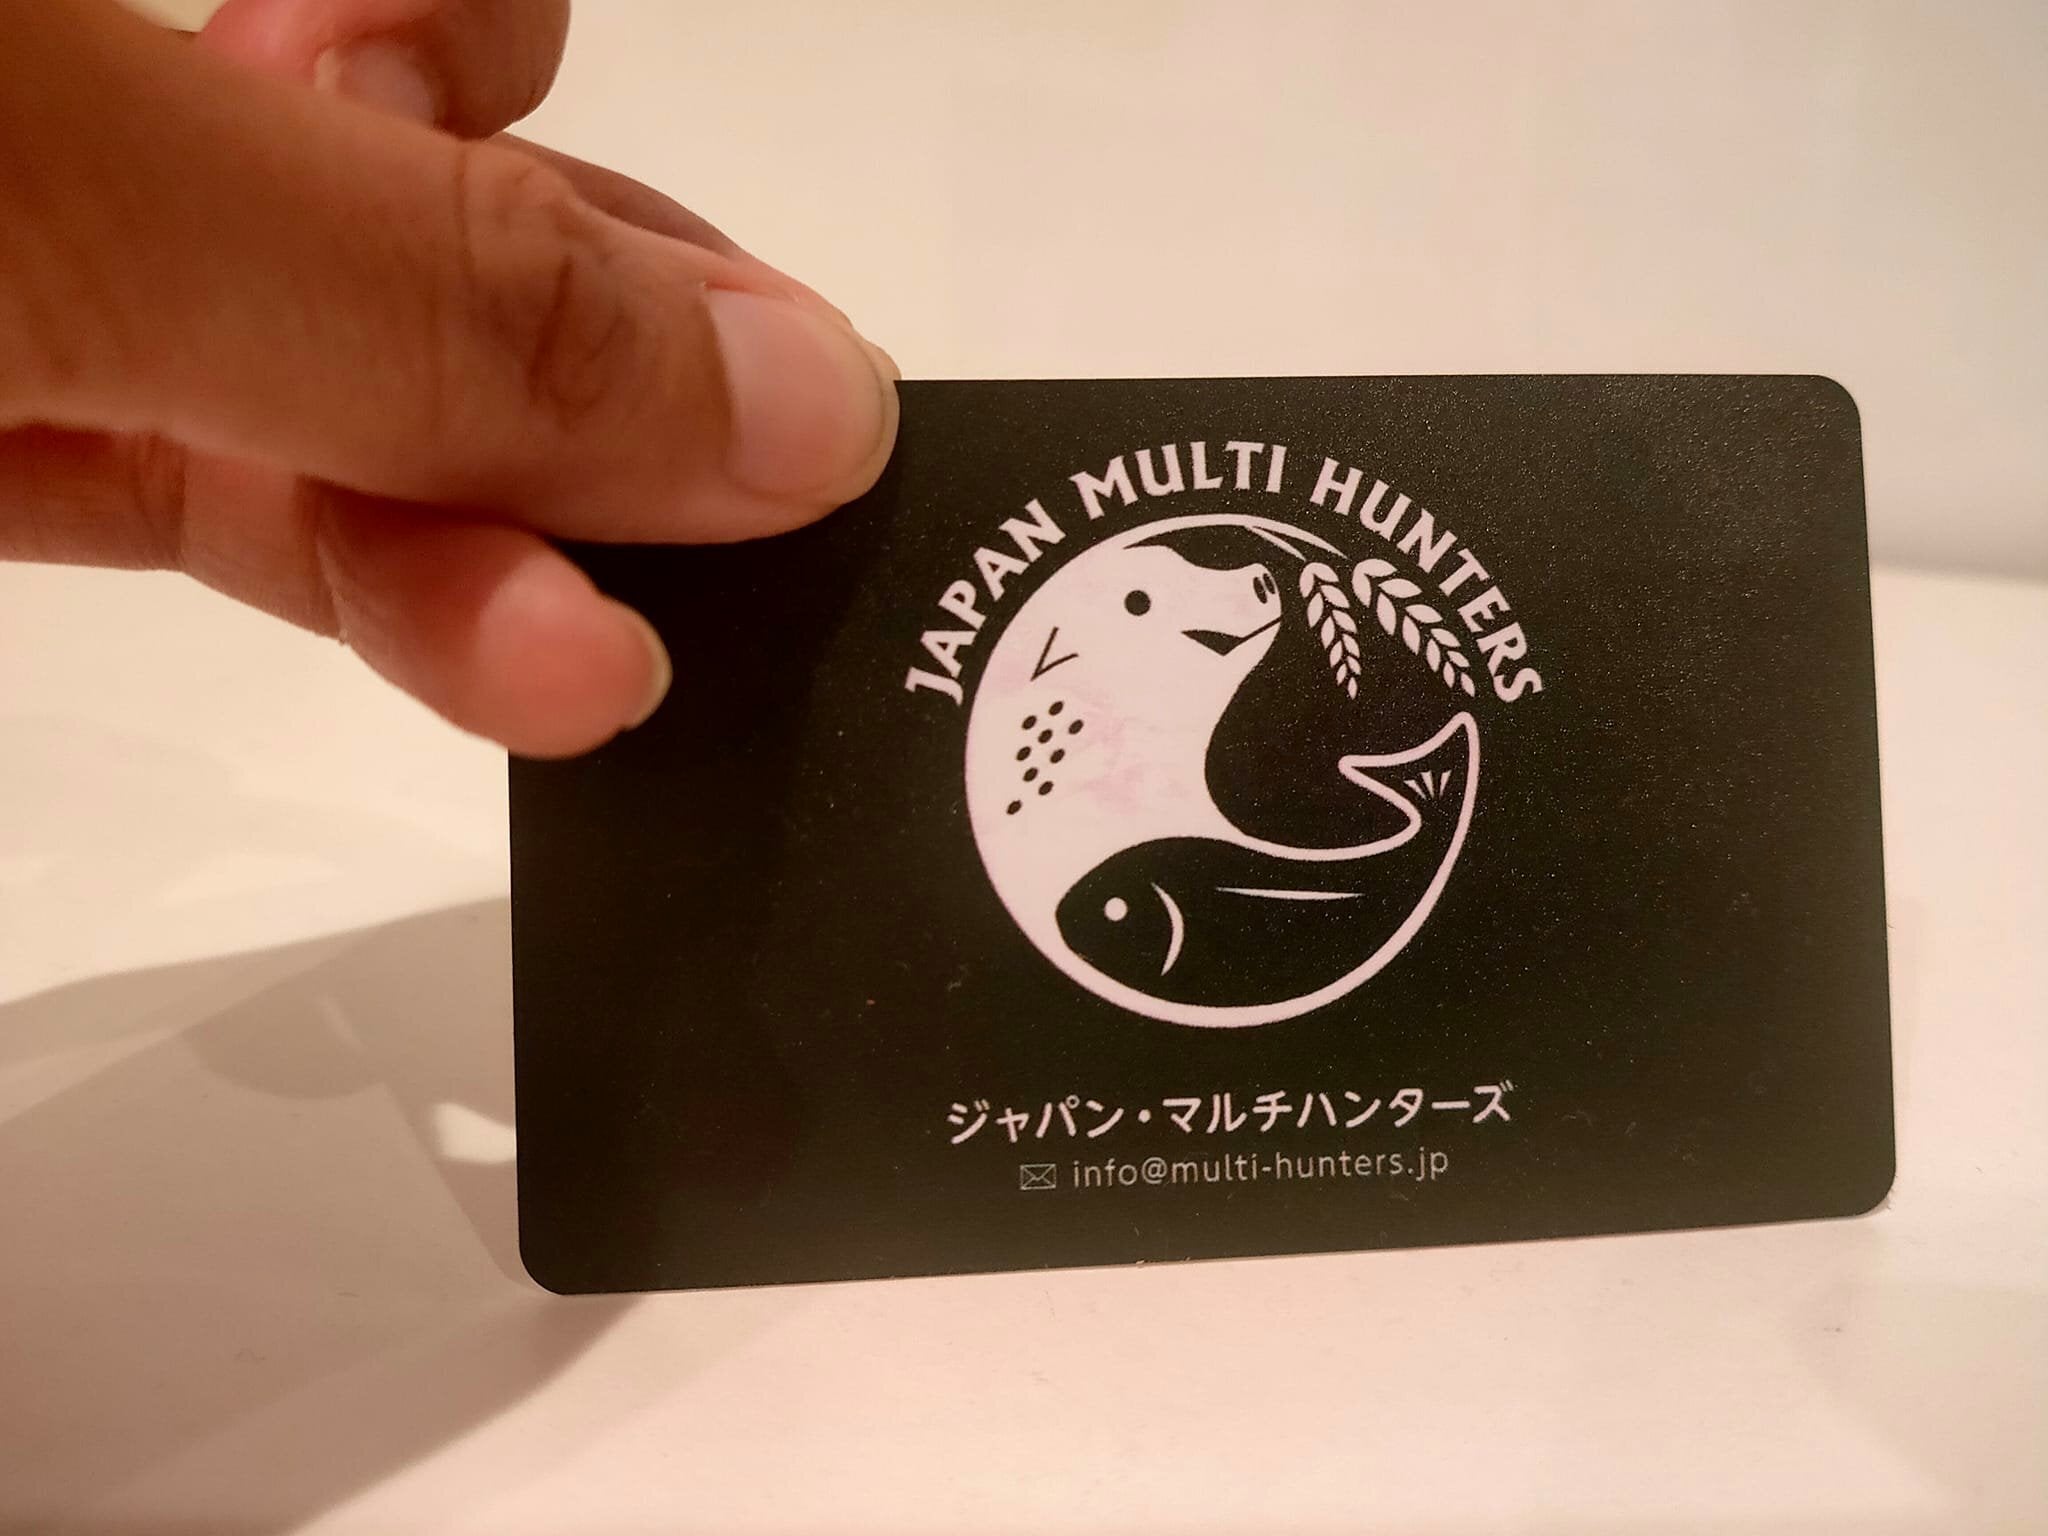 JAPAN MULTI HUNTERS
ジャパン・マルチハンターズ
info@multi-hunters.jp